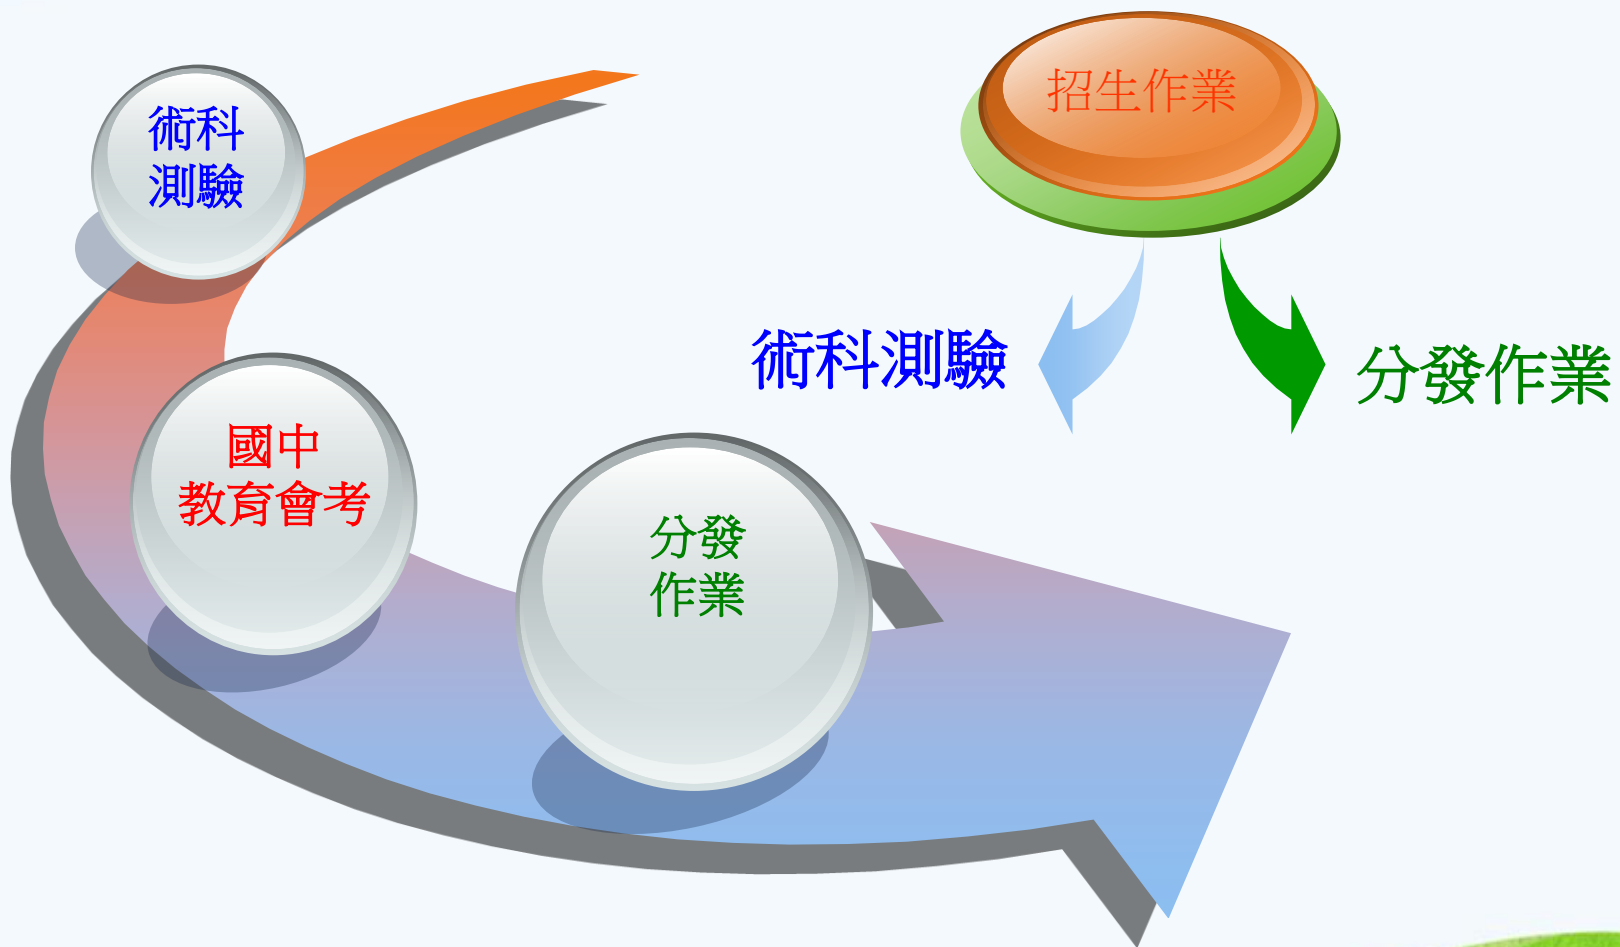 術科
測驗
國中
教育會考
分發
作業
招生作業
術科測驗
分發作業